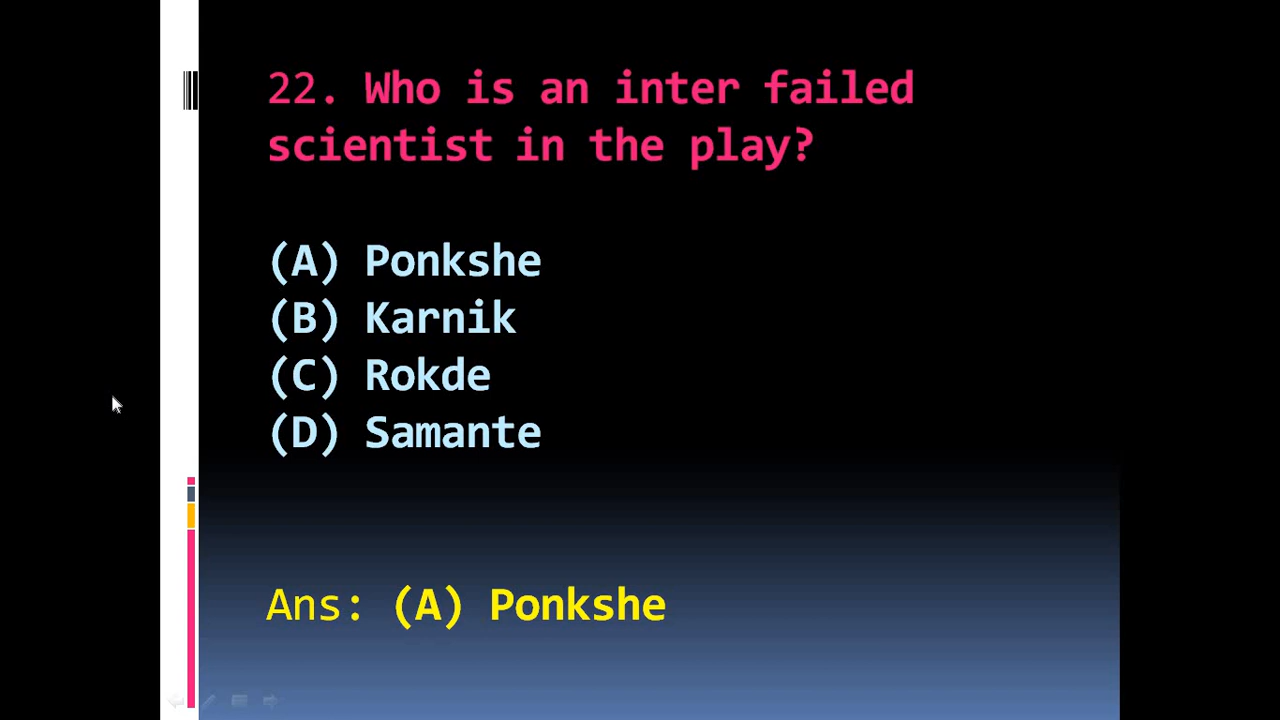 22. Who is an inter failed
scientist in the play?
(A) Ponkshe
(B) Karnik
(C) Rokde
(D) Samante
Ans: (A) Ponkshe